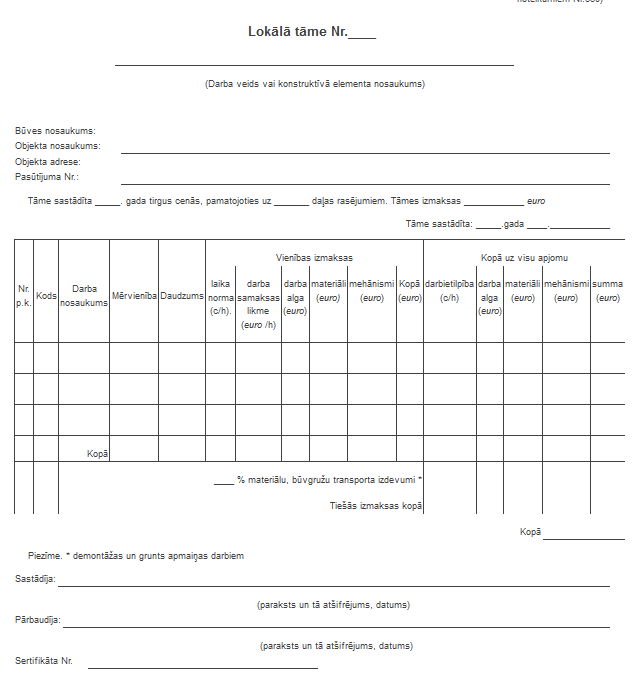 Lokālā tāme Nr.____
(Darba veids vai konstruktīvā elementa nosaukums)
Būves nosaukums:
Objekta nosaukums:
Objekta adrese:
Pasūtījuma Nr.:
Tāme sastādīta _____. gada tirgus cenās, pamatojoties uz _______ daļas rasējumiem. Tāmes izmaksas ____________ euro
Tāme sastādīta: _____.gada ____.____________
Nr. p.k. Kods Darba nosaukums Mērvienība Daudzums Vienības izmaksas Kopā uz visu apjomu
laika norma (c/h). darba samaksas likme (euro /h) darba alga (euro) materiāli (euro) mehānismi (euro) Kopā (euro) darbietilpība (c/h) darba alga (euro) materiāli (euro) mehānismi (euro) summa (euro)
Kopā
____ % materiālu, būvgružu transporta izdevumi *
Tiešās izmaksas kopā
Kopā
Piezīme. * demontāžas un grunts apmaiņas darbiem
Sastādīja:
(paraksts un tā atšifrējums, datums)
Pārbaudīja:
(paraksts un tā atšifrējums, datums)
Sertifikāta Nr.